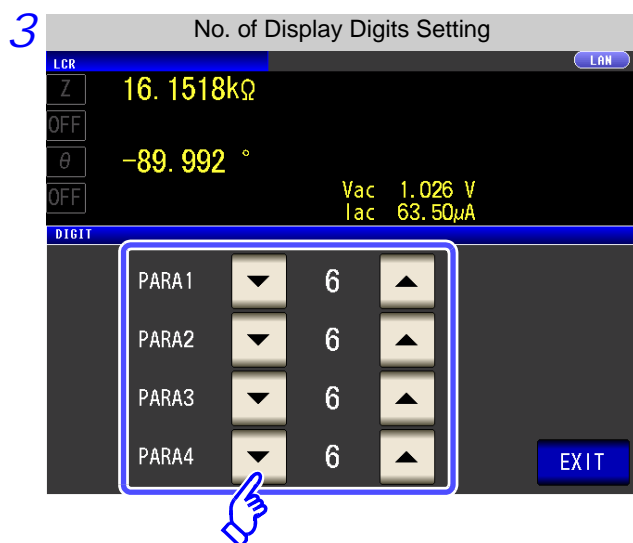 3 No. of Display Digits Setting
LCR LAN
Z 16.1518kΩ
OFF
θ -89.992 °
OFF Vac 1.026 V
Iac 63.50μA
DIGIT
PARA1 6
PARA2 6
PARA3 6
PARA4 6 EXIT